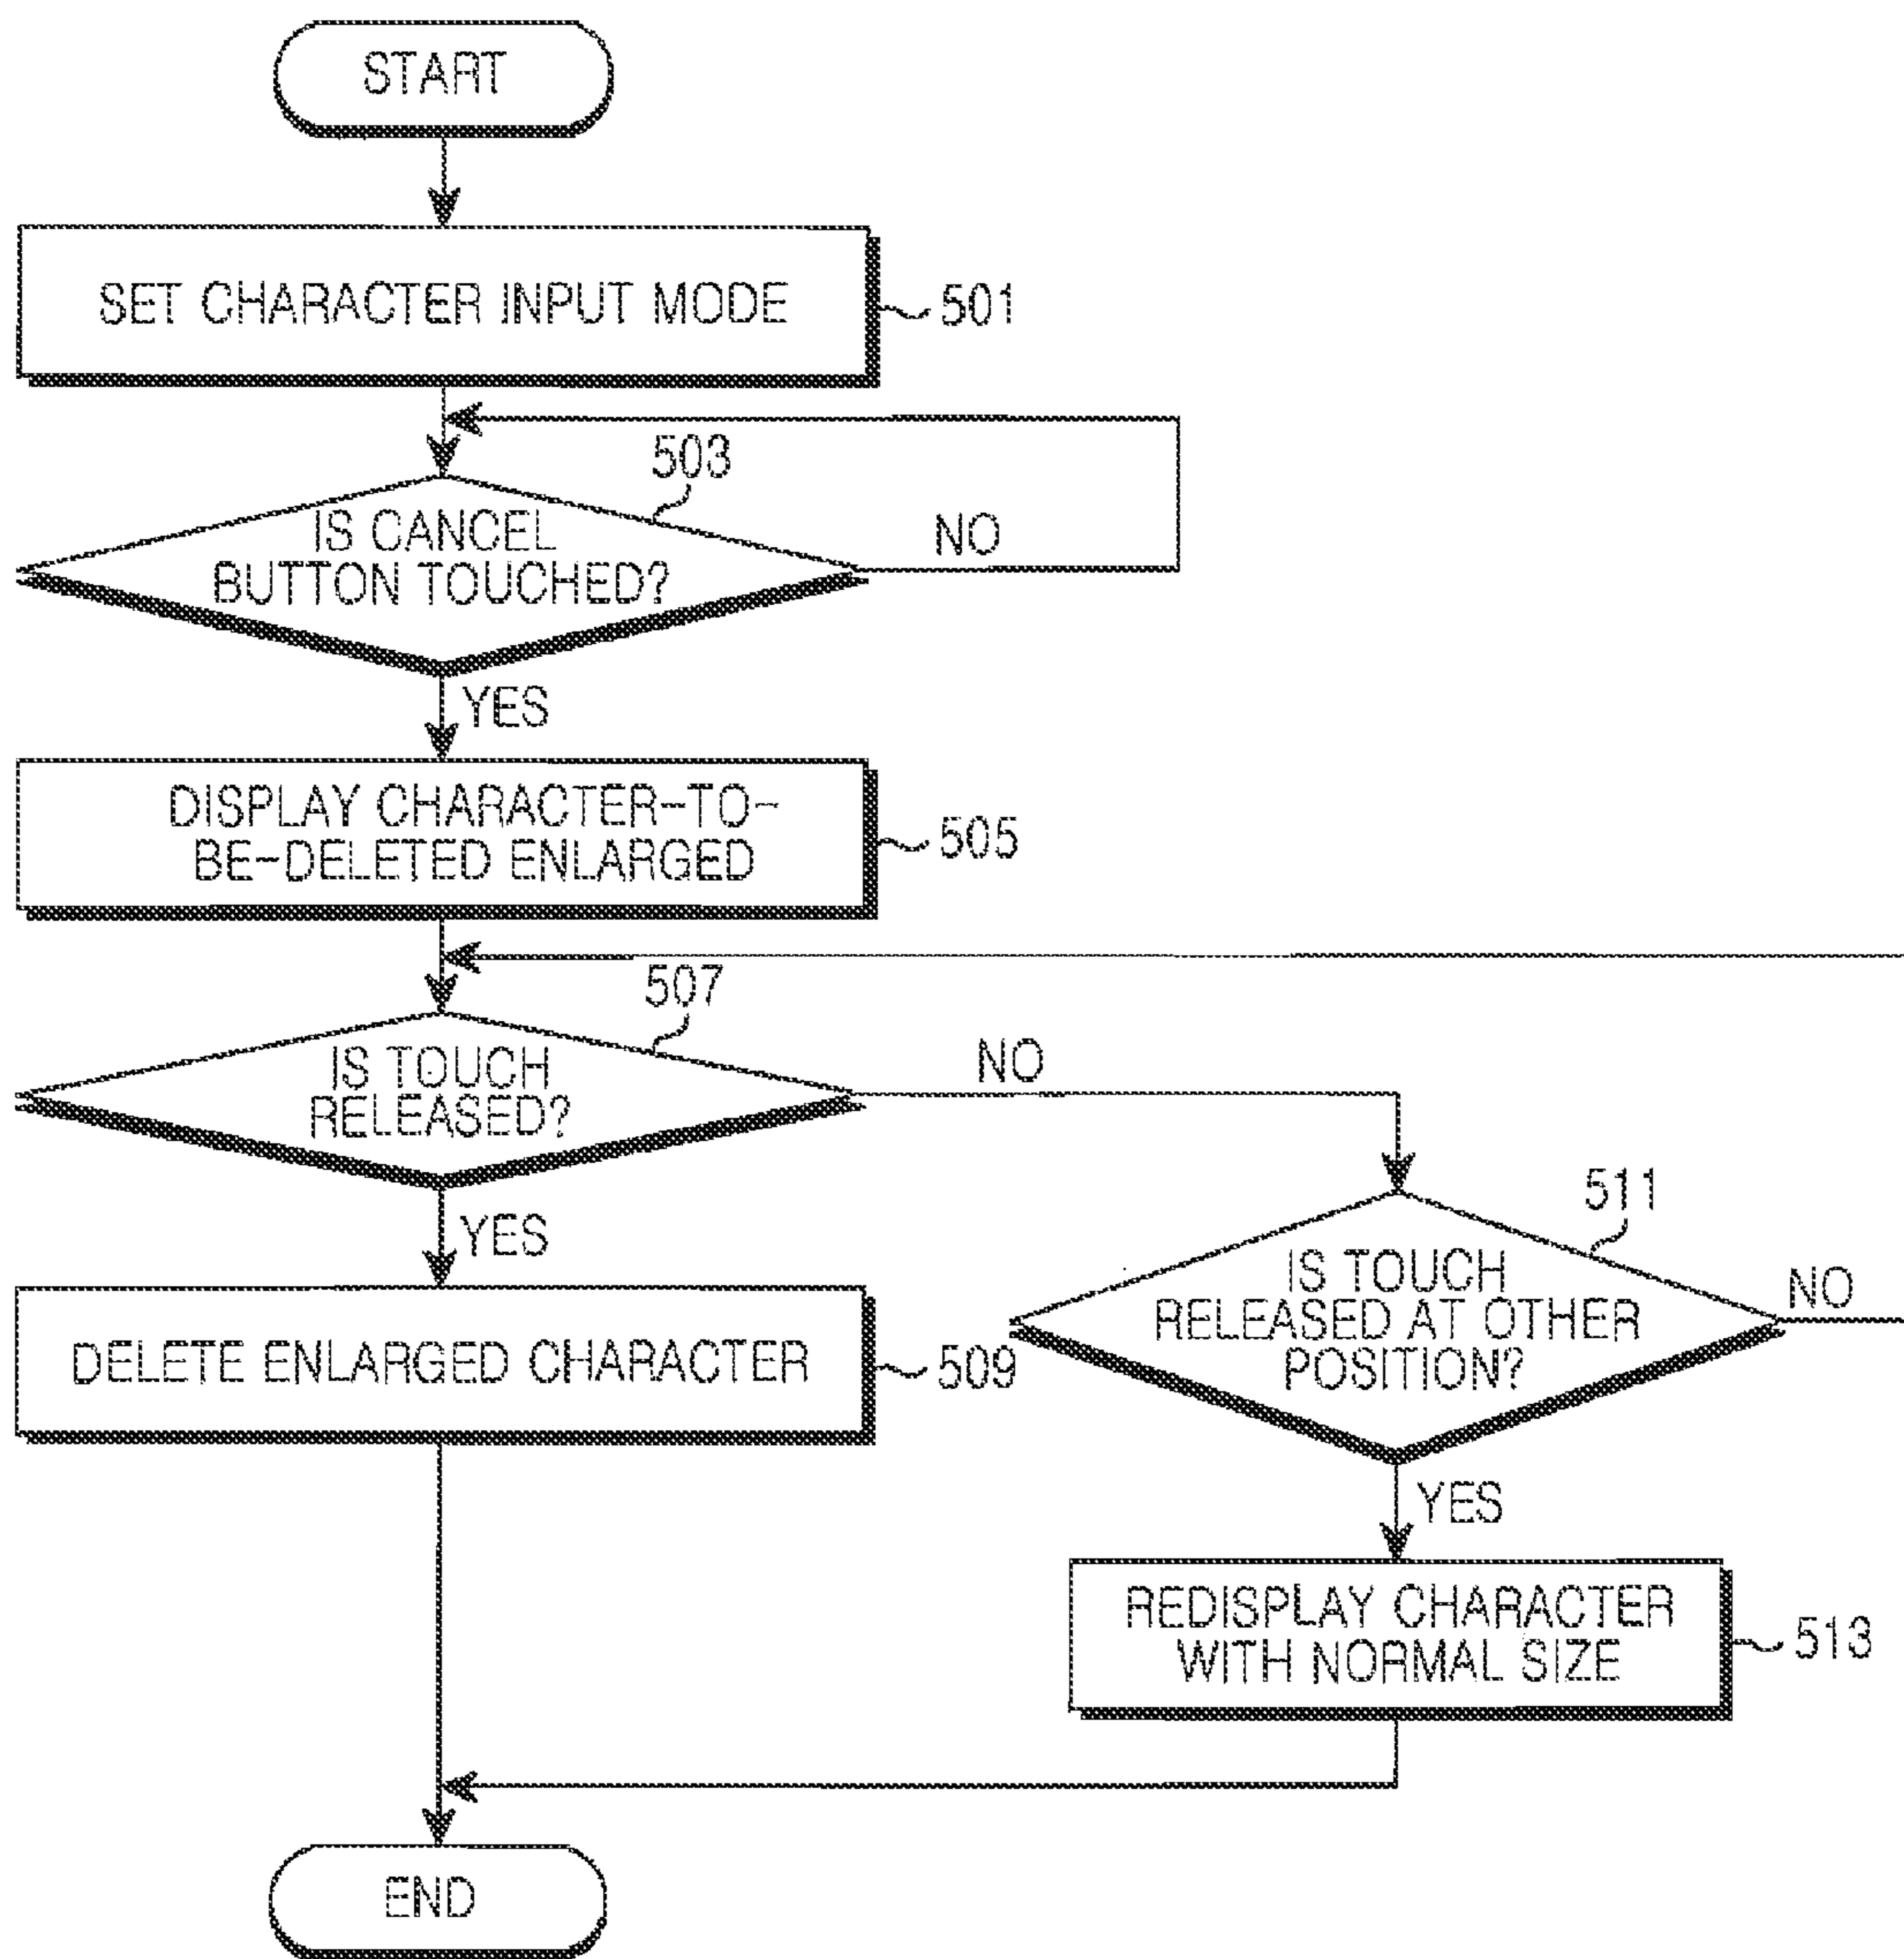 START
SET CHARACTER INPUT MODE
501
503
IS CANCEL
BUTTON TOUCHED?
NO
YES
DISPLAY CHARACTER-TO-
BE-DELETED ENLARGED
505
507
IS TOUCH
RELEASED?
NO
YES
DELETE ENLARGED CHARACTER
509
511
IS TOUCH
RELEASED AT OTHER
POSITION?
NO
YES
REDISPLAY CHARACTER
WITH NORMAL SIZE
513
END